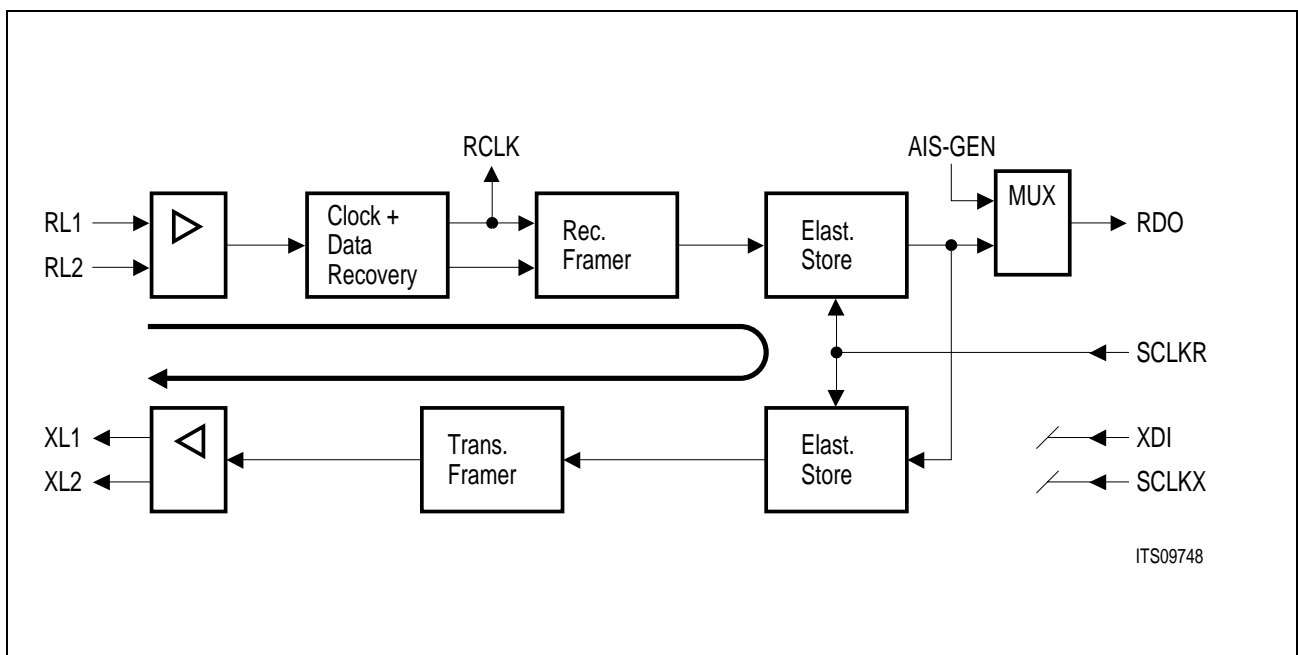 RCLK
AIS-GEN
RL1
RL2
Clock +
Data
Recovery
Rec.
Framer
Elast.
Store
MUX
RDO
SCLKR
XL1
XL2
Trans.
Framer
Elast.
Store
XDI
SCLKX
ITS09748